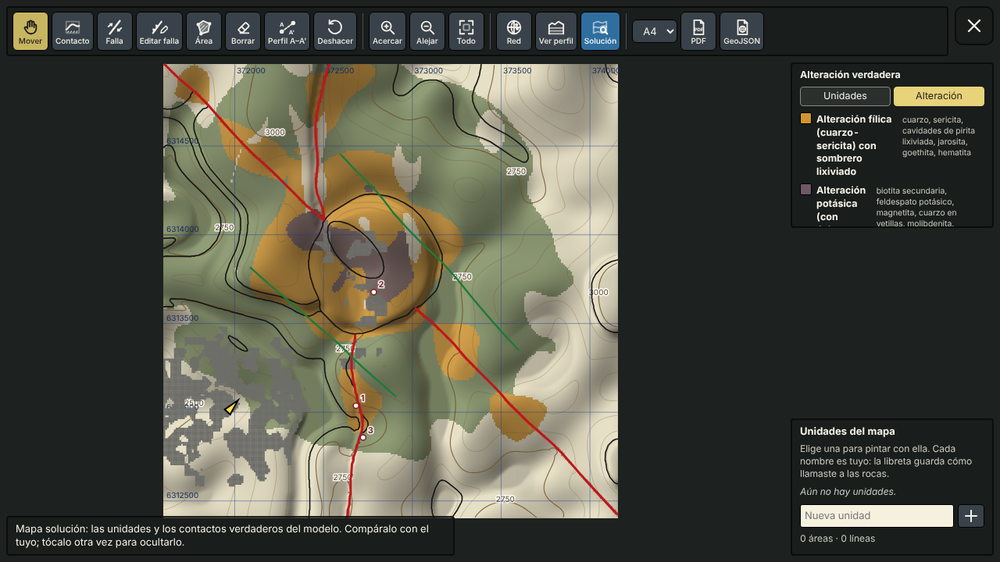 Mover
Contacto
Falla
Editar falla
Área
Borrar
Perfil A–A'
Deshacer
Acercar
Alejar
Todo
Red
Ver perfil
Solución
A4
PDF
GeoJSON
372000
373000
373500
3000
6314500
2750
6314000
2750
2750
3000
2
6313500
1
3
2750
6312500
2750
Alteración verdadera
Unidades
Alteración
Alteración fílica
(cuarzo-
sericita) con
sombrero
lixiviado
cuarzo, sericita,
cavidades de pirita
lixiviada, jarosita,
goethita, hematita
Alteración
potásica
(con
biotita secundaria,
feldespato potásico,
magnetita, cuarzo en
vetillas, molibdenita,
Unidades del mapa
Elige una para pintar con ella. Cada
nombre es tuyo: la libreta guarda cómo
llamaste a las rocas.
Aún no hay unidades.
Nueva unidad
0 áreas · 0 líneas
Mapa solución: las unidades y los contactos verdaderos del modelo. Compáralo con el
tuyo; tócalo otra vez para ocultarlo.